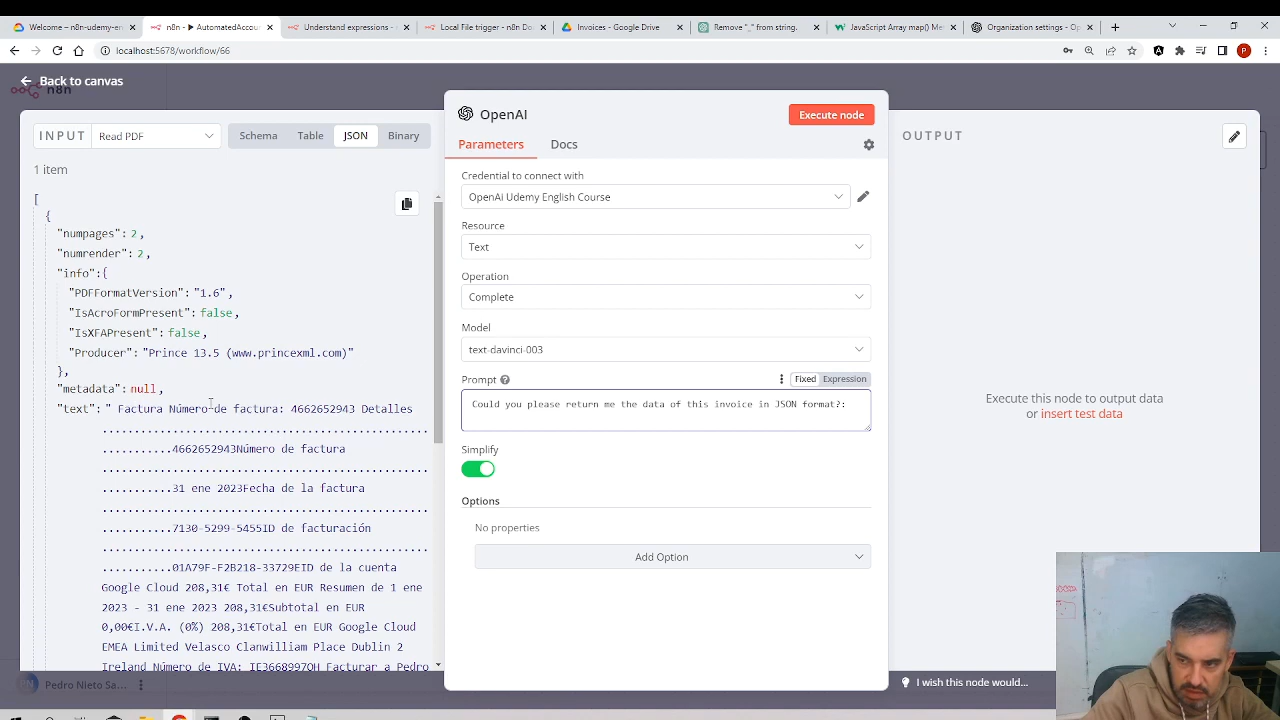 Welcome – n8n-udemy-en
n8n - ▶ AutomatedAccou
Understand expressions -
Local File trigger - n8n Do
Invoices - Google Drive
Remove "_" from string.
JavaScript Array map() Me
Organization settings - Op
localhost:5678/workflow/66
P
Back to canvas
n8n
INPUT
Read PDF
Schema
Table
JSON
Binary
1 item
[
{
"numpages": 2,
"numrender": 2,
"info":{
"PDFFormatVersion": "1.6",
"IsAcroFormPresent": false,
"IsXFAPresent": false,
"Producer": "Prince 13.5 (www.princexml.com)"
},
"metadata": null,
"text": " Factura Número de factura: 4662652943 Detalles
...........4662652943Número de factura
...........31 ene 2023Fecha de la factura
...........7130-5299-5455ID de facturación
...........01A79F-F2B218-33729EID de la cuenta
Google Cloud 208,31€ Total en EUR Resumen de 1 ene
2023 - 31 ene 2023 208,31€Subtotal en EUR
0,00€I.V.A. (0%) 208,31€Total en EUR Google Cloud
EMEA Limited Velasco Clanwilliam Place Dublin 2
Ireland Número de IVA: IE3668997OH Facturar a Pedro
Pedro Nieto Sa...
OpenAI
Execute node
Parameters
Docs
Credential to connect with
OpenAi Udemy English Course
Resource
Text
Operation
Complete
Model
text-davinci-003
Prompt
Fixed
Expression
Could you please return me the data of this invoice in JSON format?:
Simplify
Options
No properties
Add Option
OUTPUT
Execute this node to output data
or insert test data
I wish this node would...